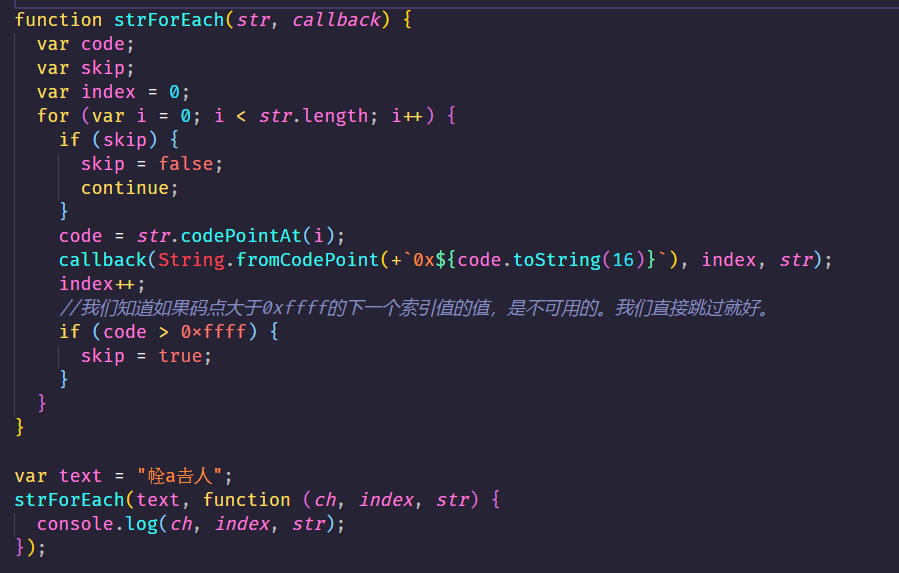 function strForEach(str, callback) {
  var code;
  var skip;
  var index = 0;
  for (var i = 0; i < str.length; i++) {
    if (skip) {
      skip = false;
      continue;
    }
    code = str.codePointAt(i);
    callback(String.fromCodePoint(+`0x${code.toString(16)}`), index, str);
    index++;
    //我们知道如果码点大于0xffff的下一个索引值的值，是不可用的。我们直接跳过就好。
    if (code > 0xffff) {
      skip = true;
    }
  }
}
var text = "㤝a𠮷人";
strForEach(text, function (ch, index, str) {
  console.log(ch, index, str);
});